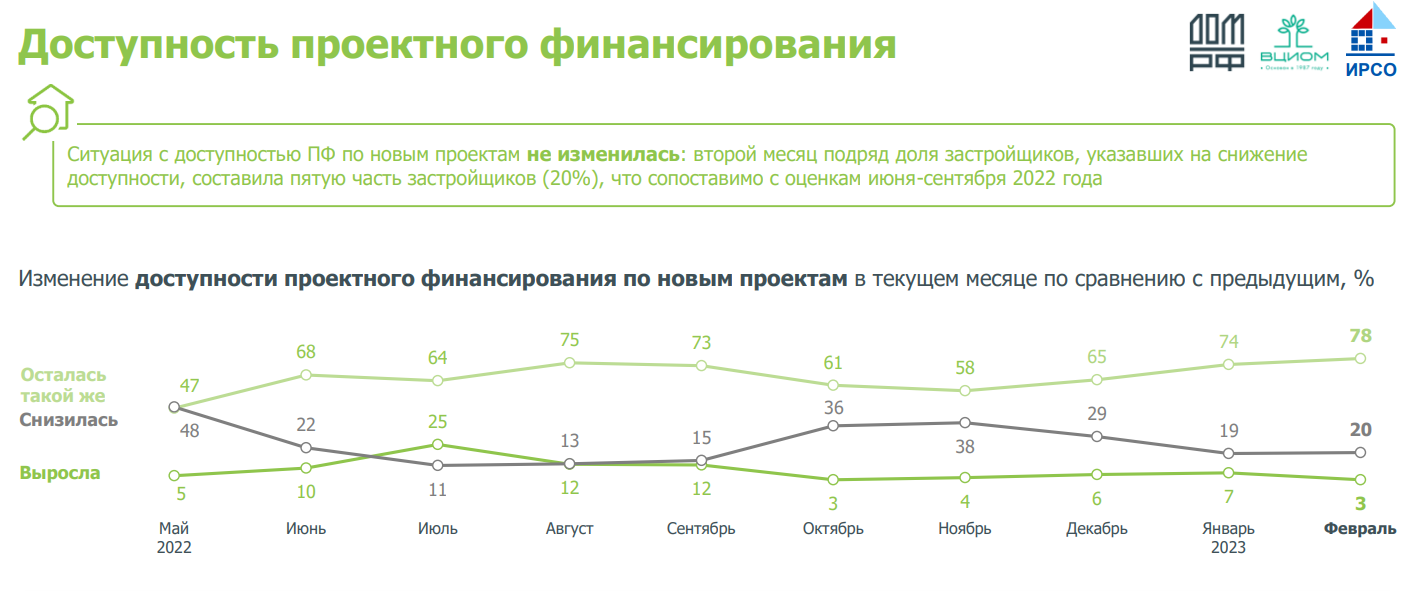 Доступность проектного финансирования
ДОМ
РФ
ВЦИОМ
• Основан в 1987 году •
ИРСО
Ситуация с доступностью ПФ по новым проектам не изменилась: второй месяц подряд доля застройщиков, указавших на снижение
доступности, составила пятую часть застройщиков (20%), что сопоставимо с оценкам июня-сентября 2022 года
Изменение доступности проектного финансирования по новым проектам в текущем месяце по сравнению с предыдущим, %
Осталась
такой же
47 68 64 75 73 61 58 65 74 78
Снизилась
48 22 11 13 15 36 38 29 19 20
Выросла
5 10 25 12 12 3 4 6 7 3
Май Июнь Июль Август Сентябрь Октябрь Ноябрь Декабрь Январь Февраль
2022 2023